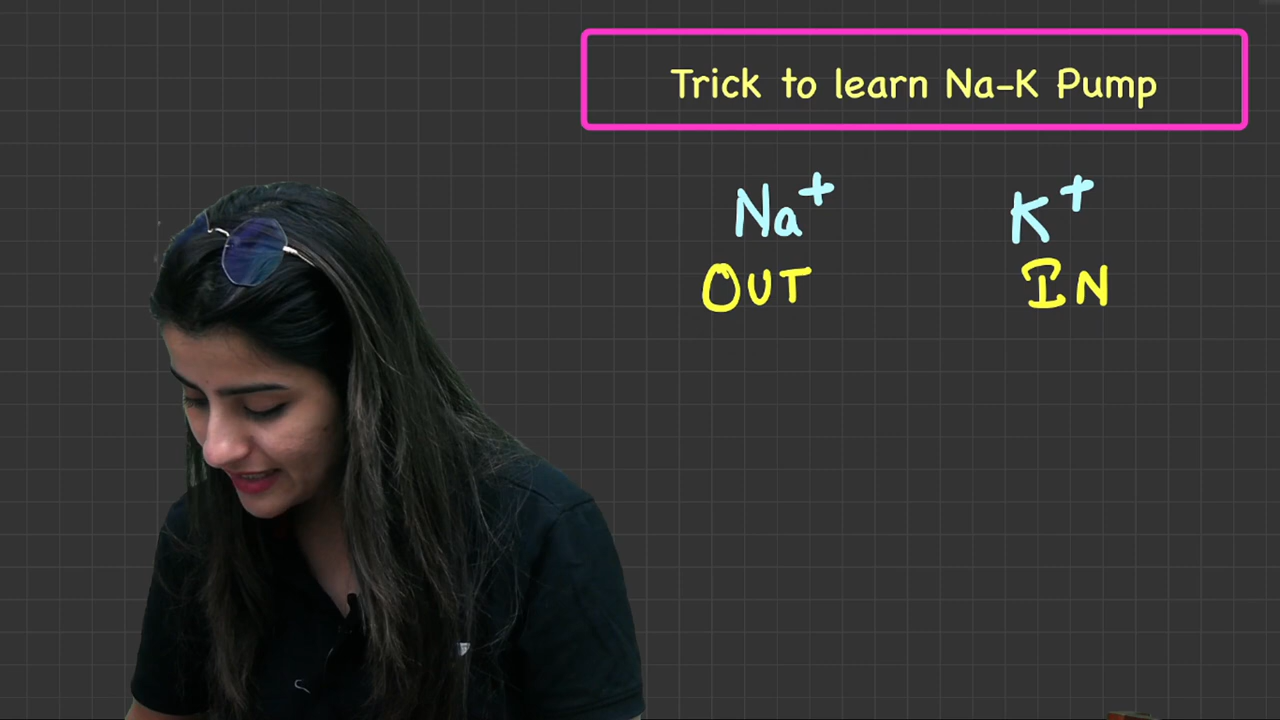 Trick to learn Na-K Pump
Na⁺ K⁺
OUT IN